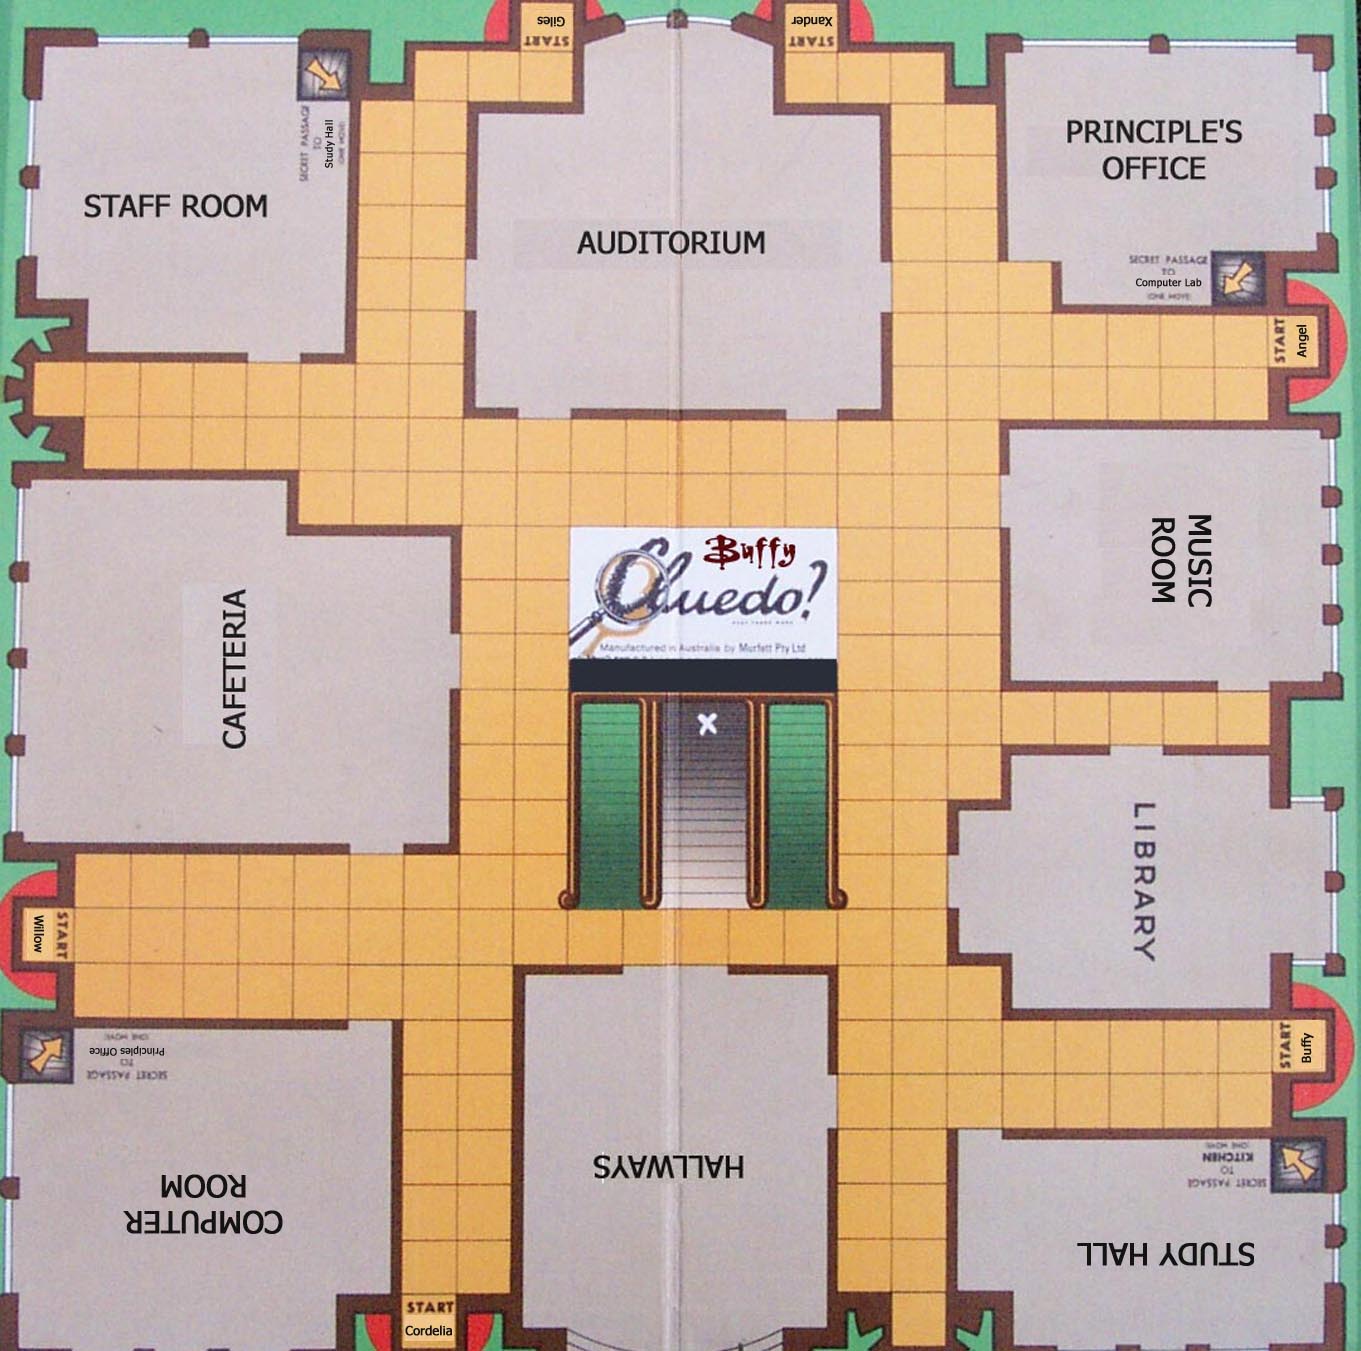 Giles
START
Xander
START
SECRET PASSAGE
TO
Study Hall
(ONE MOVE)
STAFF ROOM
AUDITORIUM
PRINCIPLE'S
OFFICE
SECRET PASSAGE
TO
Computer Lab
(ONE MOVE)
START
Angel
MUSIC
ROOM
Buffy
Cluedo?
Manufactured in Australia by Murfett Pty Ltd
X
CAFETERIA
LIBRARY
Willow
START
START
Buffy
SECRET PASSAGE
TO
Principles Office
(ONE MOVE)
COMPUTER
ROOM
HALLWAYS
SECRET PASSAGE
TO
KITCHEN
(ONE MOVE)
STUDY HALL
START
Cordelia